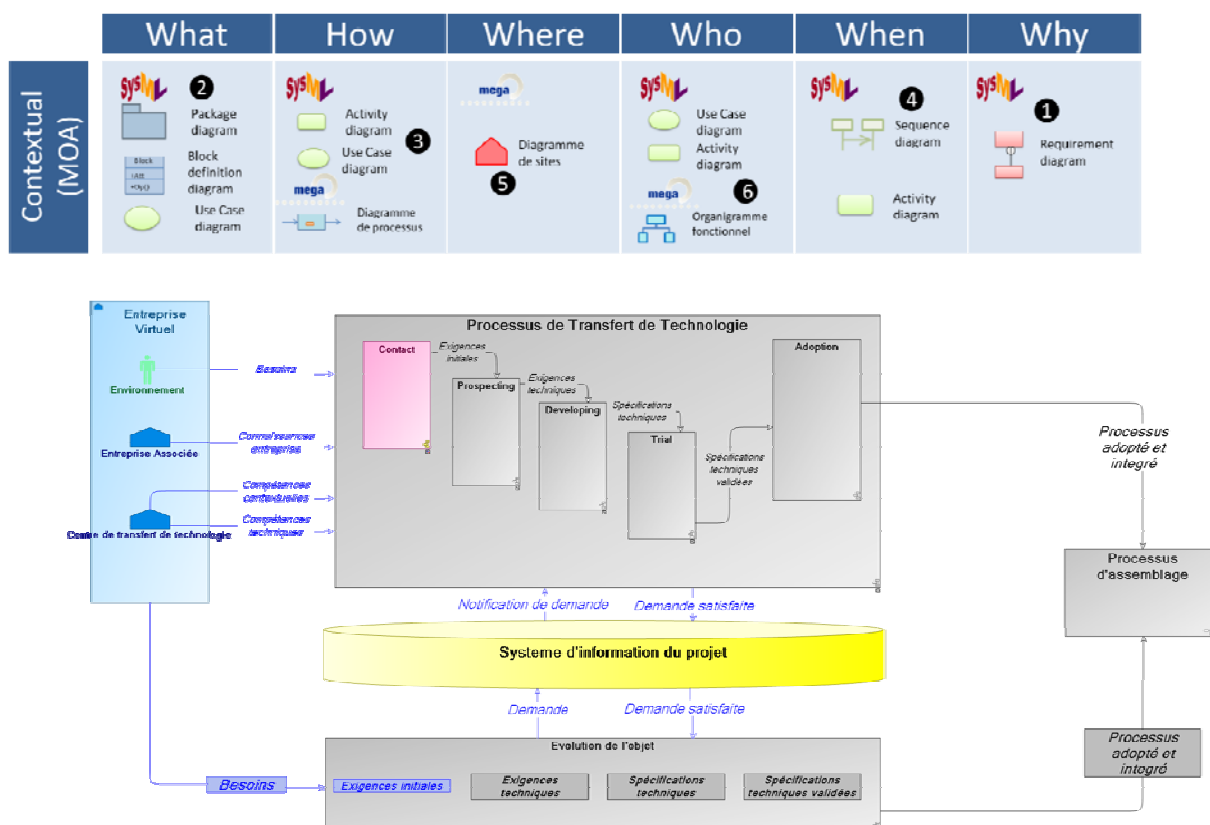 What
How
Where
Who
When
Why
Contextual
(MOA)
SysML
2
Package
diagram
Block
Block
definition
diagram
Use Case
diagram
SysML
Activity
diagram
3
Use Case
diagram
mega
Diagramme
de processus
mega
Diagramme
de sites
5
SysML
Use Case
diagram
Activity
diagram
mega
6
Organigramme
fonctionnel
SysML
4
Sequence
diagram
Activity
diagram
SysML
1
Requirement
diagram
Entreprise
Virtuel
Environnement
Entreprise Associée
Centre de transfert de technologie
Besoins
Connaissances
entreprise
Compétences
contextuelles
Compétences
techniques
Processus de Transfert de Technologie
Contact
Exigences
initiales
Prospecting
Exigences
techniques
Developing
Spécifications
techniques
Trial
Spécifications
techniques
validées
Adoption
Processus
adopté et
integré
Processus
d'assemblage
Notification de demande
Demande satisfaite
Systeme d'information du projet
Demande
Demande satisfaite
Evolution de l'objet
Besoins
Exigences initiales
Exigences
techniques
Spécifications
techniques
Spécifications
techniques validées
Processus
adopté et
integré